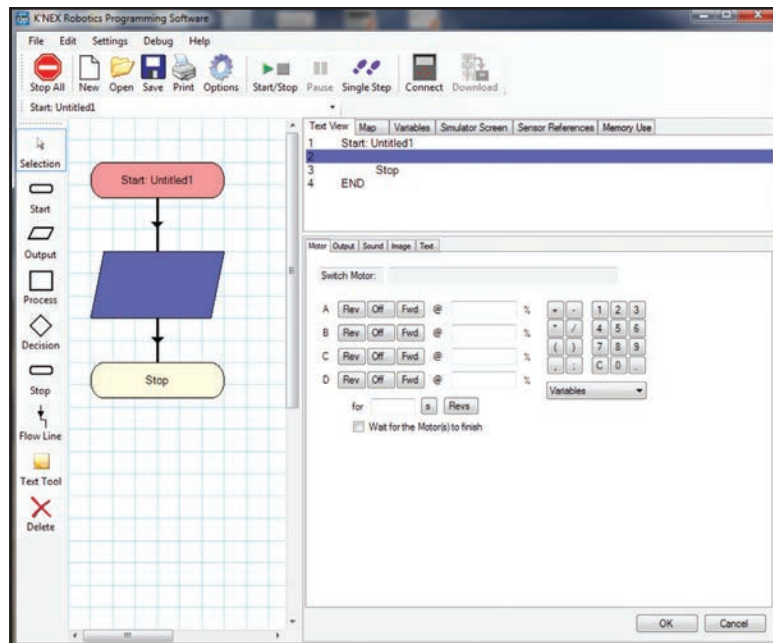 K'NEX Robotics Programming Software
File Edit Settings Debug Help
Stop All New Open Save Print Options Start/Stop Pause Single Step Connect Download
Start: Untitled1
Selection
Start
Output
Process
Decision
Stop
Flow Line
Text Tool
Delete
Start: Untitled1
Stop
Text View Map Variables Simulator Screen Sensor References Memory Use
1 Start: Untitled1
2
3 Stop
4 END
Motor Output Sound Image Text
Switch Motor:
A Rev Off Fwd @ %
B Rev Off Fwd @ %
C Rev Off Fwd @ %
D Rev Off Fwd @ %
for s Revs
Wait for the Motor(s) to finish
+ - 1 2 3
* / 4 5 6
( ) 7 8 9
, : C 0 .
Variables
OK Cancel